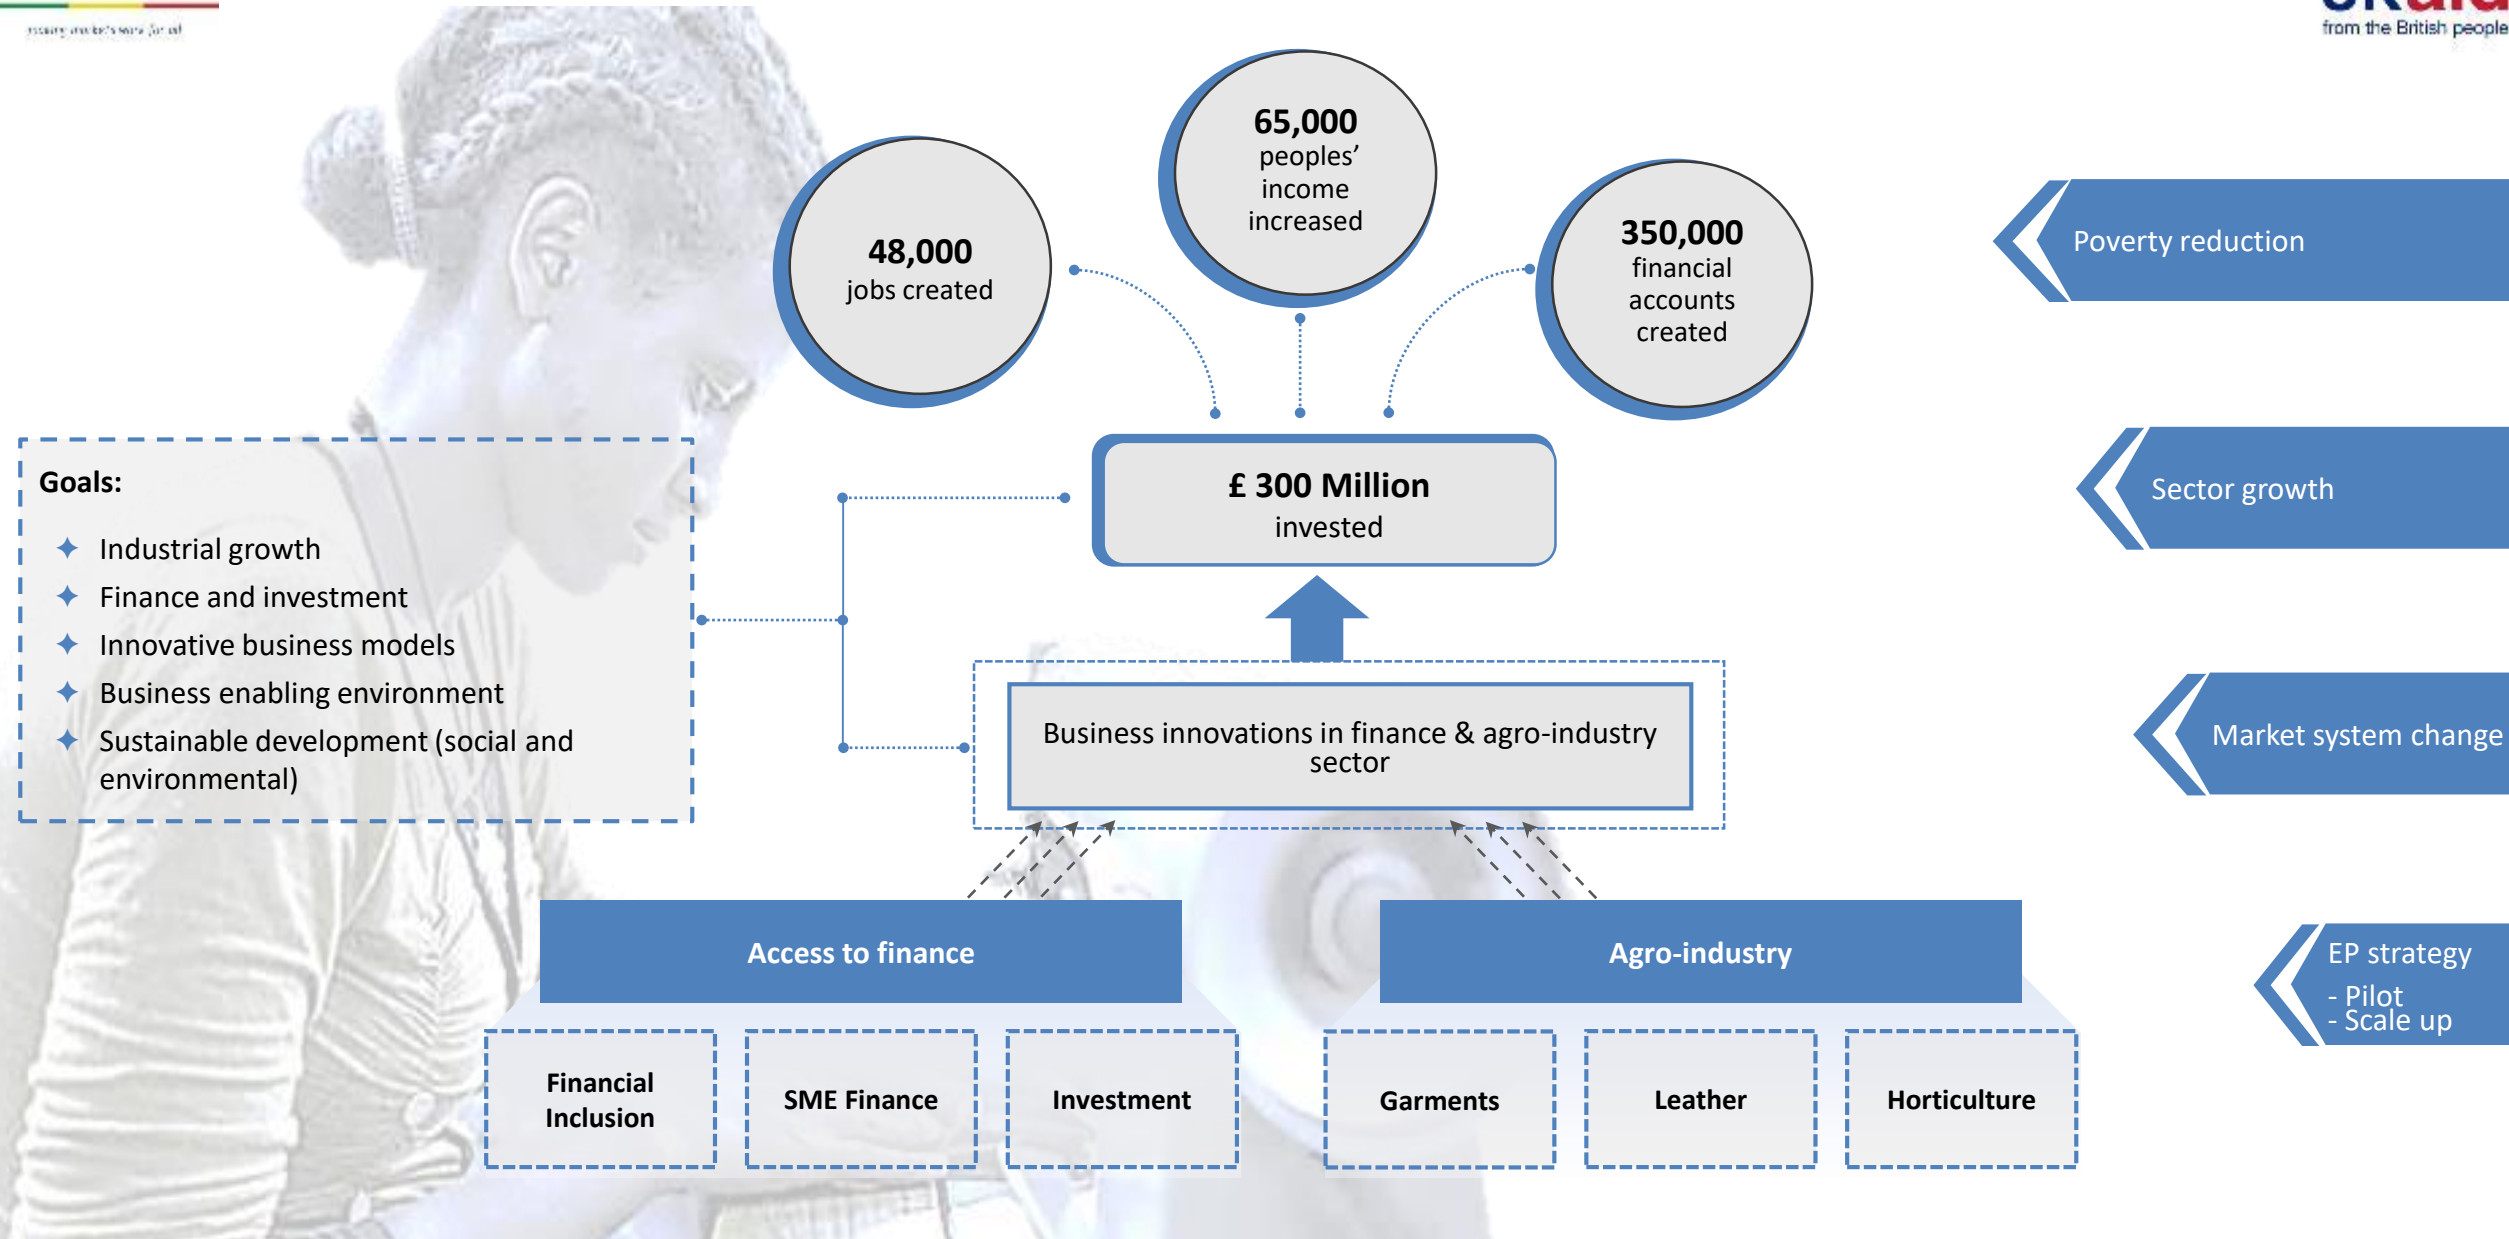 from the British people
65,000
peoples’
income
increased
48,000
jobs created
350,000
financial
accounts
created
Poverty reduction
Goals:
Industrial growth
Finance and investment
Innovative business models
Business enabling environment
Sustainable development (social and
environmental)
£ 300 Million
invested
Sector growth
Business innovations in finance & agro-industry
sector
Market system change
Access to finance
Agro-industry
EP strategy
- Pilot
- Scale up
Financial
Inclusion
SME Finance
Investment
Garments
Leather
Horticulture